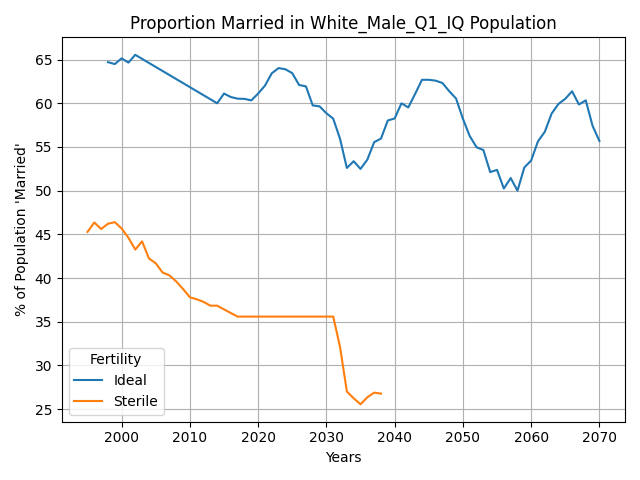 Proportion Married in White_Male_Q1_IQ Population
% of Population 'Married'
65
60
55
50
45
40
35
30
25
Fertility
Ideal
Sterile
2000 2010 2020 2030 2040 2050 2060 2070
Years